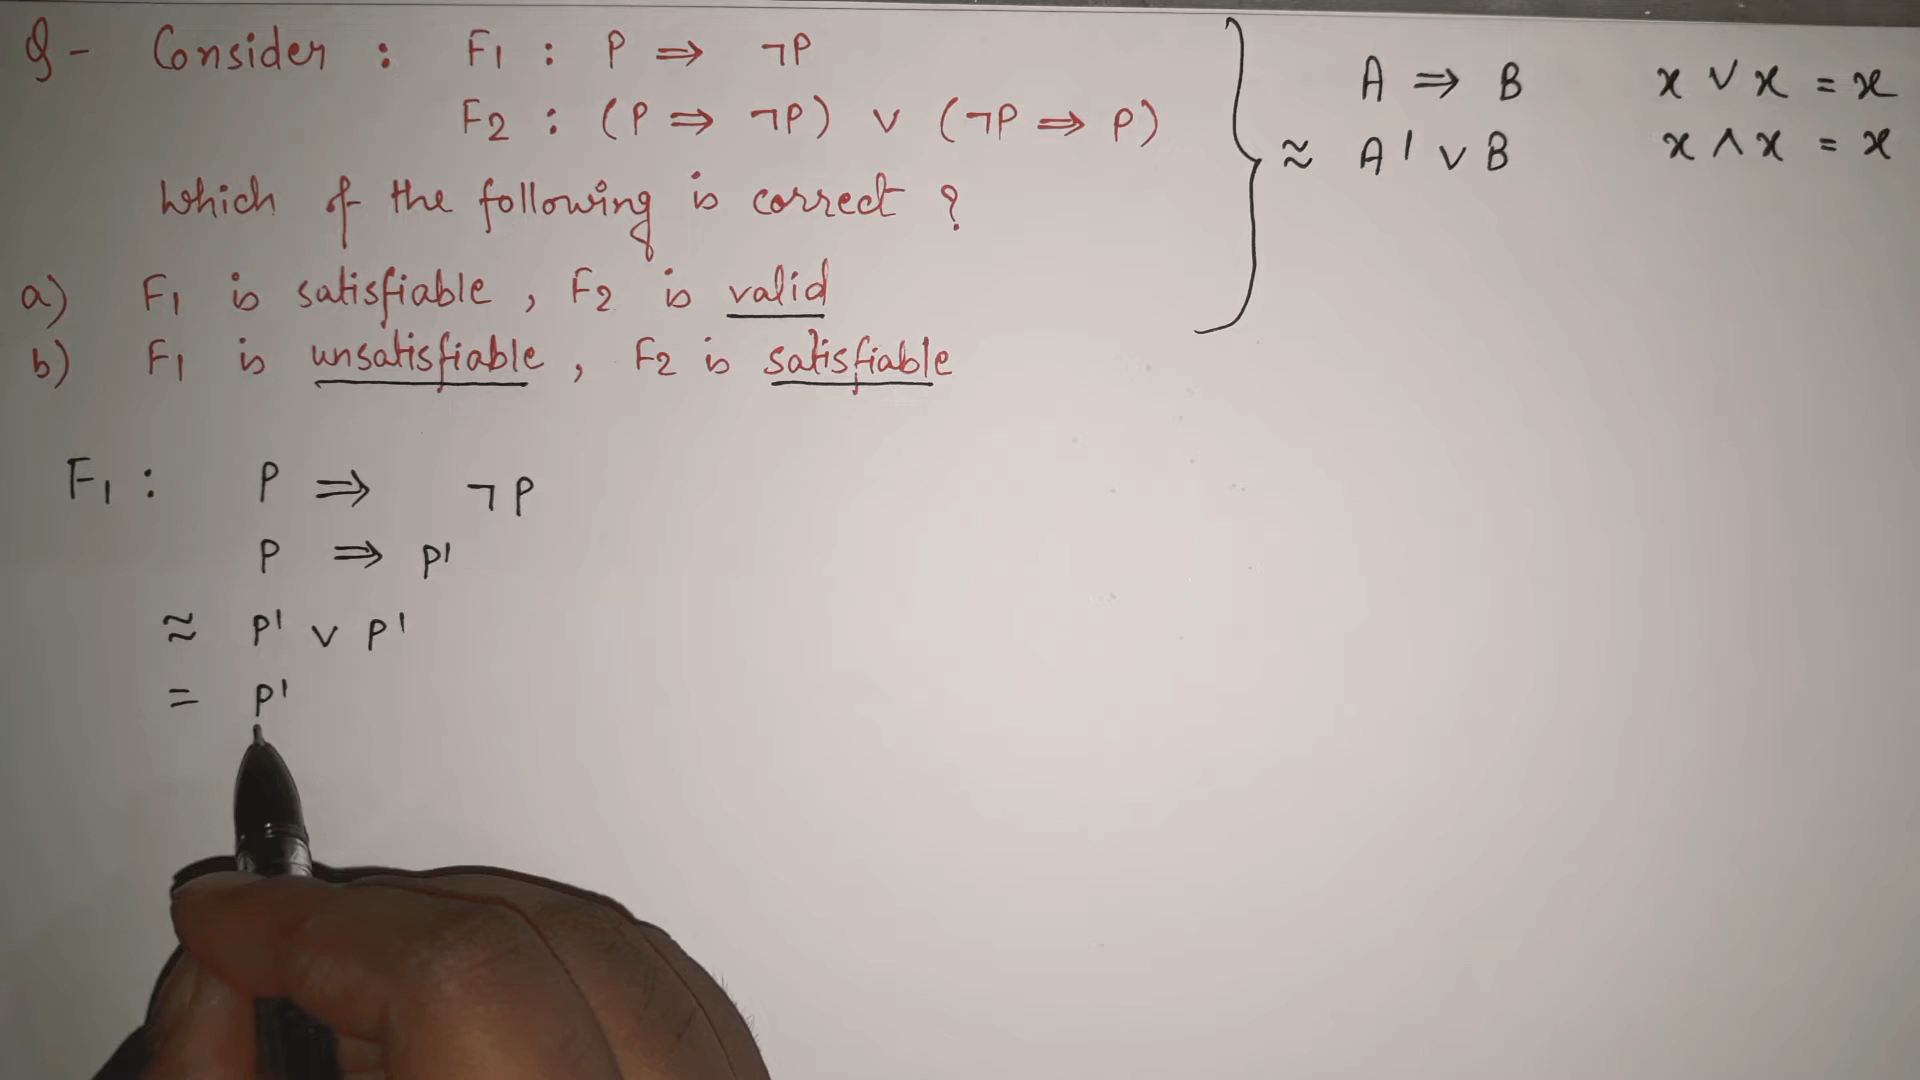 Q- Consider : F1 : P ⇒ ¬P
F2 : (P ⇒ ¬P) ∨ (¬P ⇒ P)
Which of the following is correct ?
a) F1 is satisfiable , F2 is valid
b) F1 is unsatisfiable , F2 is satisfiable
A ⇒ B
≈ A' ∨ B
x ∨ x = x
x ∧ x = x
F1 : P ⇒ ¬P
P ⇒ P'
≈ P' ∨ P'
= P'